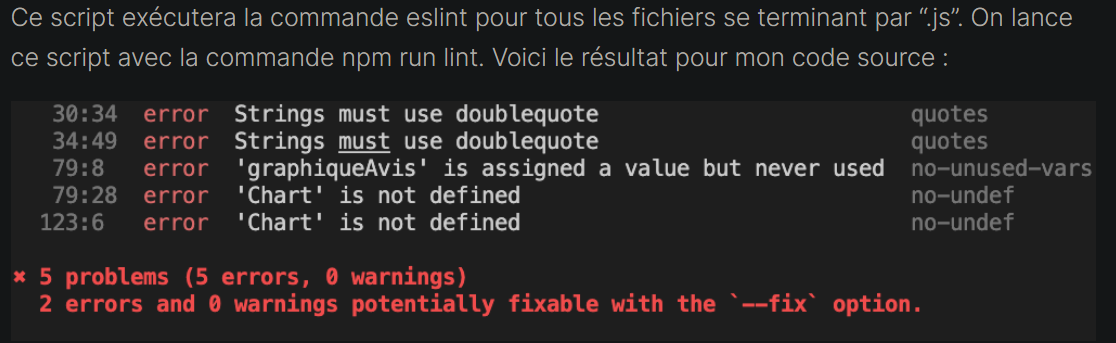 Ce script exécutera la commande eslint pour tous les fichiers se terminant par “.js”. On lance
ce script avec la commande npm run lint. Voici le résultat pour mon code source :
30:34 error Strings must use doublequote quotes
34:49 error Strings must use doublequote quotes
79:8 error 'graphiqueAvis' is assigned a value but never used no-unused-vars
79:28 error 'Chart' is not defined no-undef
123:6 error 'Chart' is not defined no-undef
✖ 5 problems (5 errors, 0 warnings)
2 errors and 0 warnings potentially fixable with the `--fix` option.